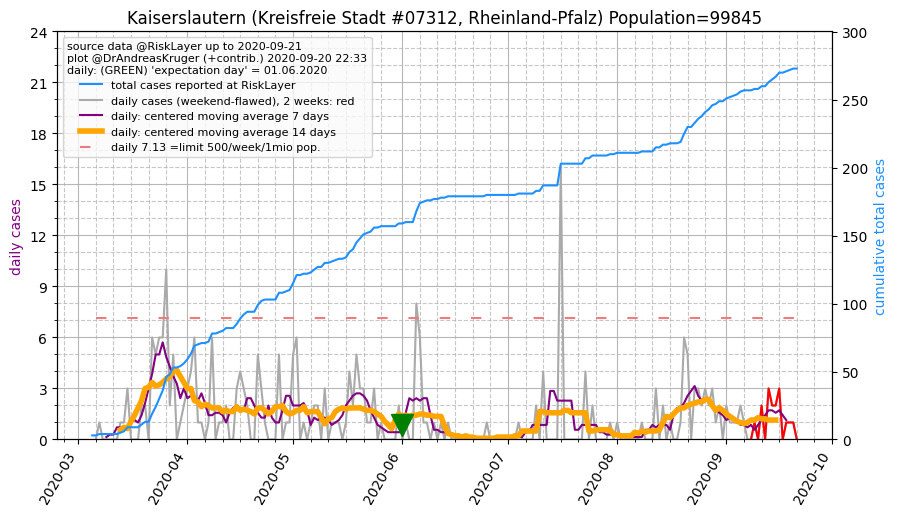 Kaiserslautern (Kreisfreie Stadt #07312, Rheinland-Pfalz) Population=99845
source data @RiskLayer up to 2020-09-21
plot @DrAndreasKruger (+contrib.) 2020-09-20 22:33
daily: (GREEN) 'expectation day' = 01.06.2020
total cases reported at RiskLayer
daily cases (weekend-flawed), 2 weeks: red
daily: centered moving average 7 days
daily: centered moving average 14 days
daily 7.13 =limit 500/week/1mio pop.
daily cases
24
21
18
15
12
9
6
3
0
300
250
200
150
100
50
0
cumulative total cases
2020-03
2020-04
2020-05
2020-06
2020-07
2020-08
2020-09
2020-10